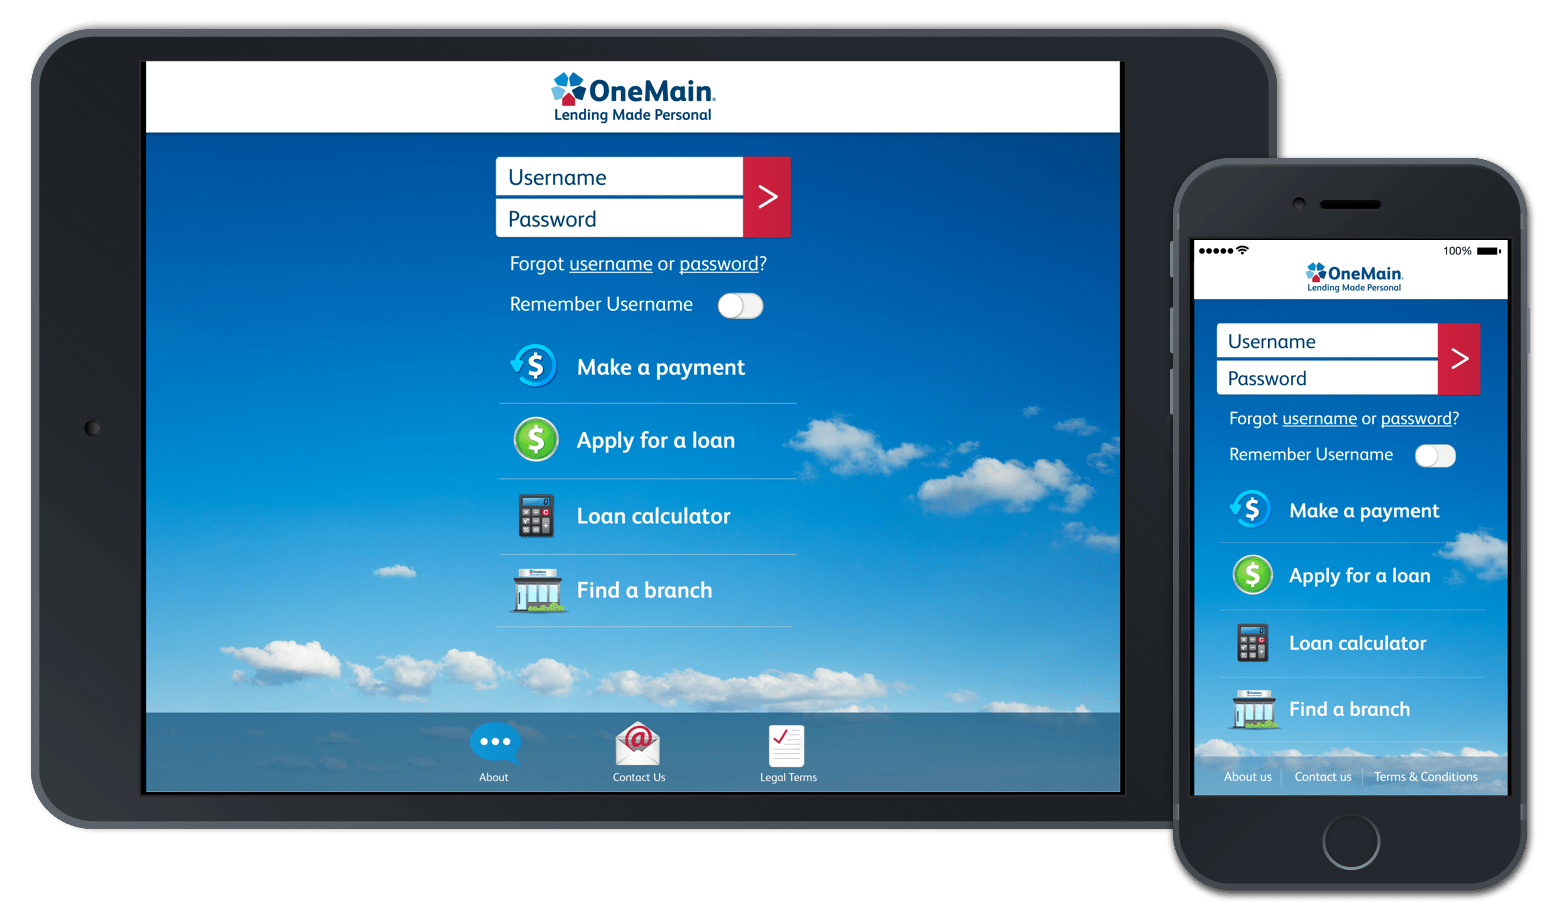 OneMain.
Lending Made Personal
Username
Password
>
Forgot username or password?
Remember Username
$ Make a payment
$ Apply for a loan
Loan calculator
Find a branch
About
Contact Us
Legal Terms
100%
OneMain.
Lending Made Personal
Username
Password
>
Forgot username or password?
Remember Username
$ Make a payment
$ Apply for a loan
Loan calculator
Find a branch
About us | Contact us | Terms & Conditions